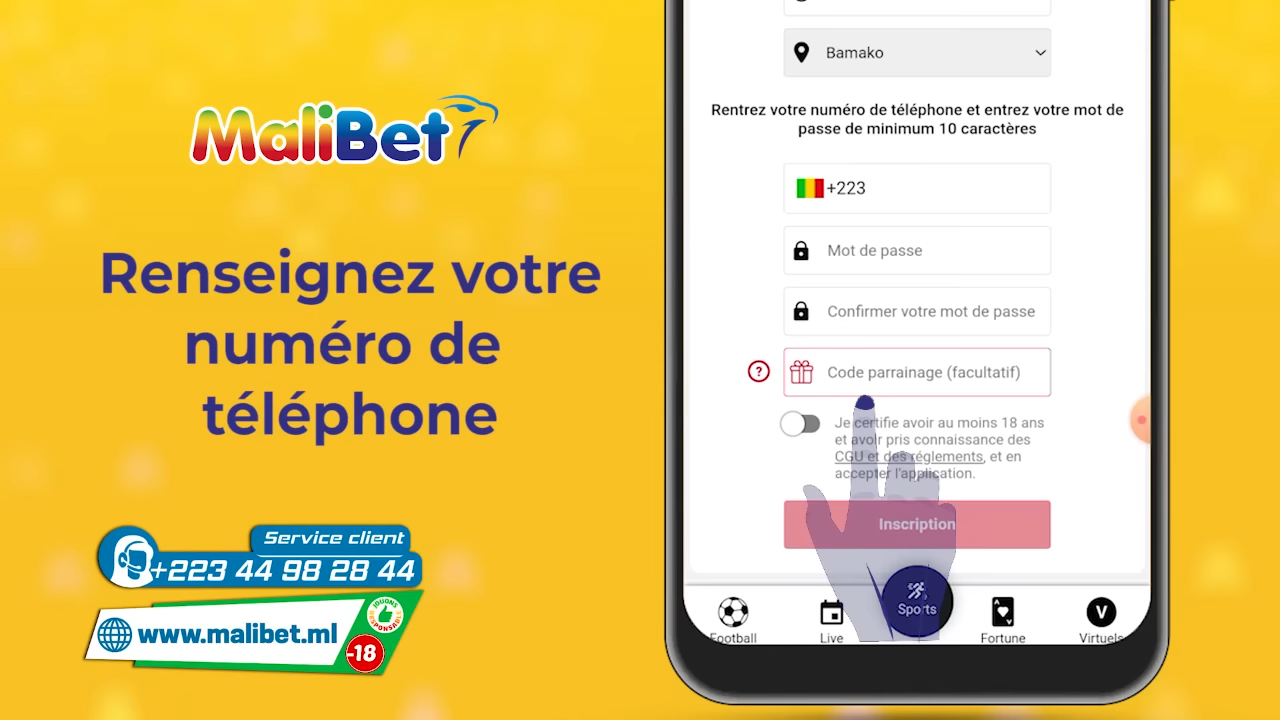 MaliBet
Renseignez votre
numéro de
téléphone
Service client
+223 44 98 28 44
www.malibet.ml
JOUONS
RESPONSABLE
-18
Bamako
Rentrez votre numéro de téléphone et entrez votre mot de
passe de minimum 10 caractères
+223
Mot de passe
Confirmer votre mot de passe
?
Code parrainage (facultatif)
Je certifie avoir au moins 18 ans
et avoir pris connaissance des
CGU et des réglements, et en
accepter l'application.
Inscription
Football
Live
Sports
Fortune
V
Virtuels